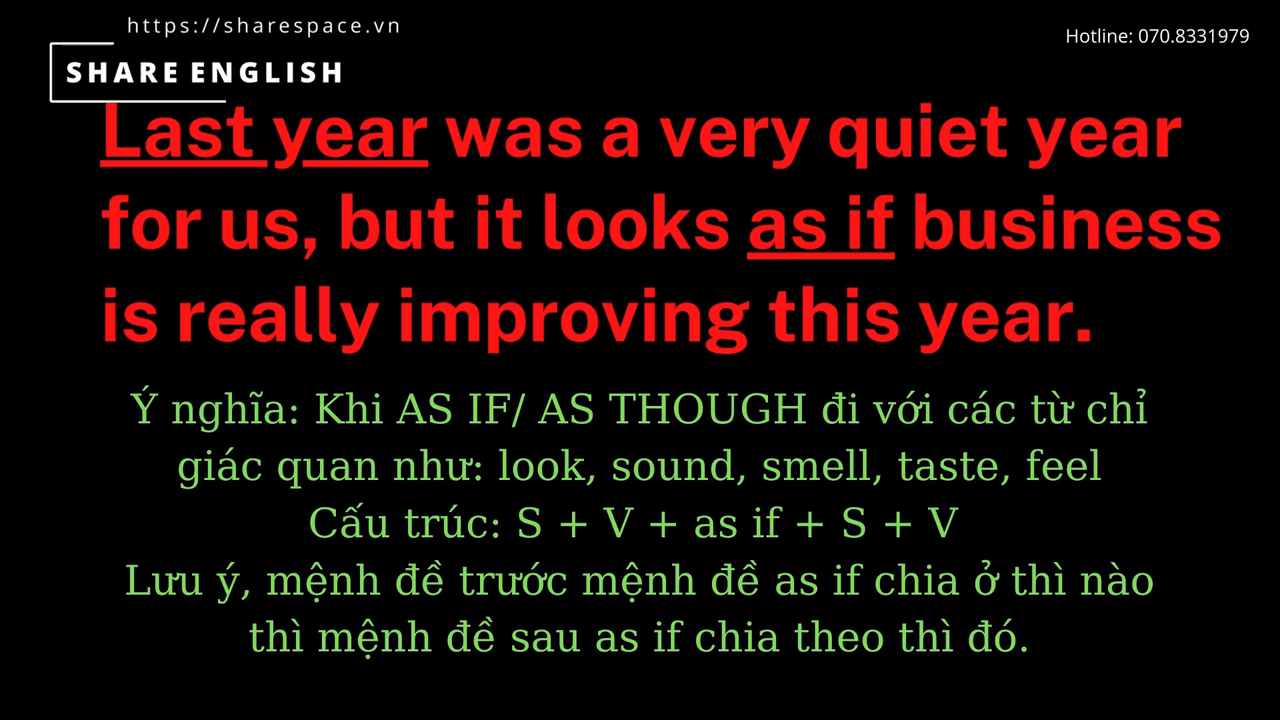 https://sharespace.vn
Hotline: 070.8331979
SHARE ENGLISH
Last year was a very quiet year
for us, but it looks as if business
is really improving this year.
Ý nghĩa: Khi AS IF/ AS THOUGH đi với các từ chỉ
giác quan như: look, sound, smell, taste, feel
Cấu trúc: S + V + as if + S + V
Lưu ý, mệnh đề trước mệnh đề as if chia ở thì nào
thì mệnh đề sau as if chia theo thì đó.